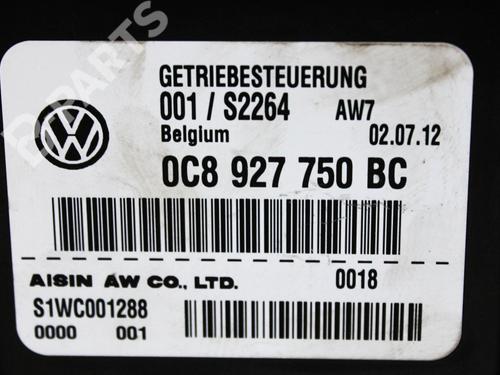 B-PARTS
GETRIEBESTEUERUNG
001 / S2264 AW7
Belgium 02.07.12
0C8 927 750 BC
AISIN AW CO., LTD. 0018
S1WC001288
0000 001